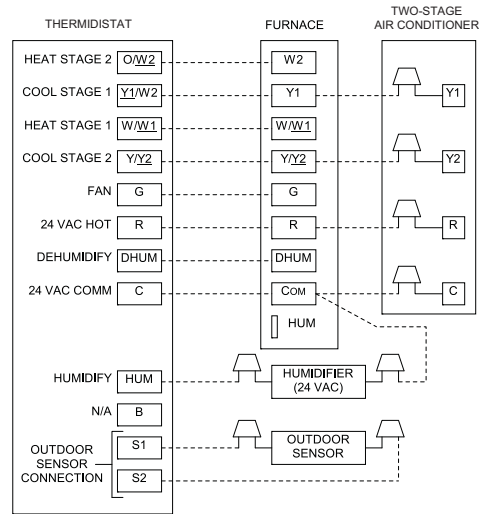 THERMIDISTAT
FURNACE
TWO-STAGE
AIR CONDITIONER
HEAT STAGE 2 O/W2 W2
COOL STAGE 1 Y1/W2 Y1 Y1
HEAT STAGE 1 W/W1 W/W1
COOL STAGE 2 Y/Y2 Y/Y2 Y2
FAN G G
24 VAC HOT R R R
DEHUMIDIFY DHUM DHUM
24 VAC COMM C COM C
HUM
HUMIDIFY HUM HUMIDIFIER
(24 VAC)
N/A B
OUTDOOR
SENSOR
CONNECTION
S1
S2
OUTDOOR
SENSOR